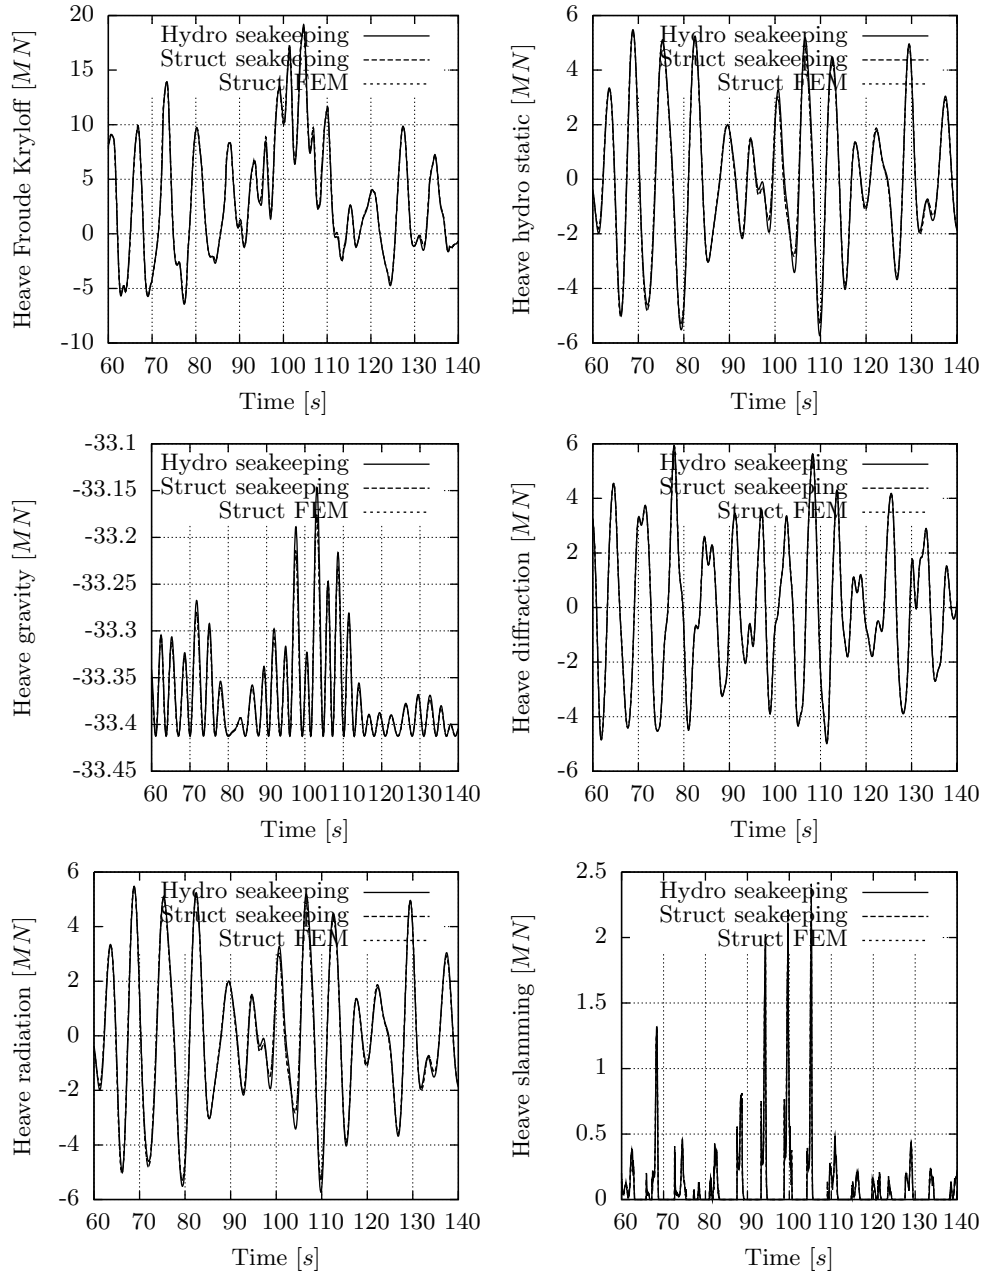 Heave Froude Kryloff [MN]
20
15
10
5
0
-5
-10
60 70 80 90 100 110 120 130 140
Time [s]
Hydro seakeeping
Struct seakeeping
Struct FEM
Heave hydro static [MN]
6
4
2
0
-2
-4
-6
60 70 80 90 100 110 120 130 140
Time [s]
Hydro seakeeping
Struct seakeeping
Struct FEM
Heave gravity [MN]
-33.1
-33.15
-33.2
-33.25
-33.3
-33.35
-33.4
-33.45
60 70 80 90 100 110 120 130 140
Time [s]
Hydro seakeeping
Struct seakeeping
Struct FEM
Heave diffraction [MN]
6
4
2
0
-2
-4
-6
60 70 80 90 100 110 120 130 140
Time [s]
Hydro seakeeping
Struct seakeeping
Struct FEM
Heave radiation [MN]
6
4
2
0
-2
-4
-6
60 70 80 90 100 110 120 130 140
Time [s]
Hydro seakeeping
Struct seakeeping
Struct FEM
Heave slamming [MN]
2.5
2
1.5
1
0.5
0
60 70 80 90 100 110 120 130 140
Time [s]
Hydro seakeeping
Struct seakeeping
Struct FEM